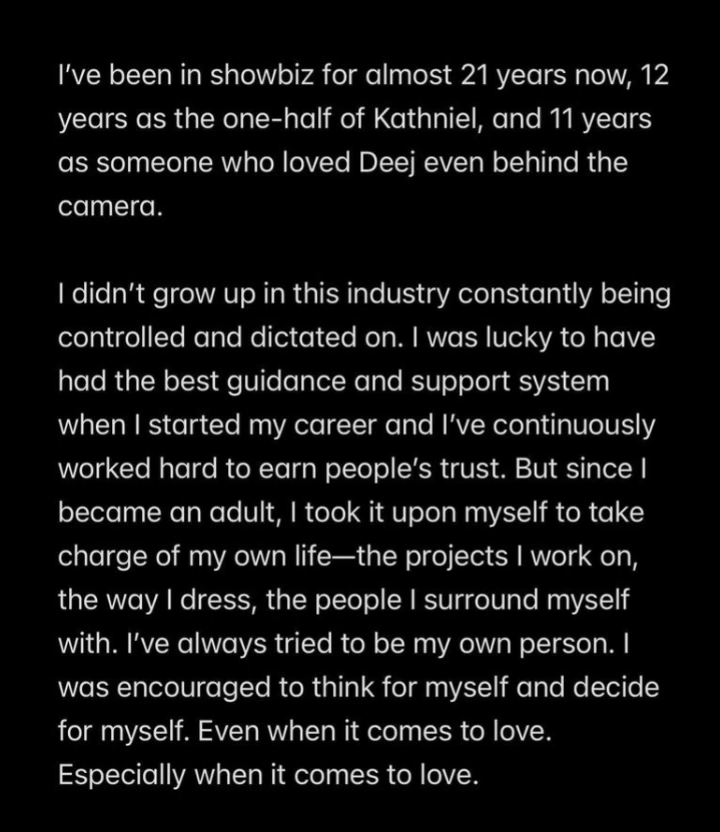 I've been in showbiz for almost 21 years now, 12
years as the one-half of Kathniel, and 11 years
as someone who loved Deej even behind the
camera.
I didn't grow up in this industry constantly being
controlled and dictated on. I was lucky to have
had the best guidance and support system
when I started my career and I've continuously
worked hard to earn people's trust. But since I
became an adult, I took it upon myself to take
charge of my own life—the projects I work on,
the way I dress, the people I surround myself
with. I've always tried to be my own person. I
was encouraged to think for myself and decide
for myself. Even when it comes to love.
Especially when it comes to love.